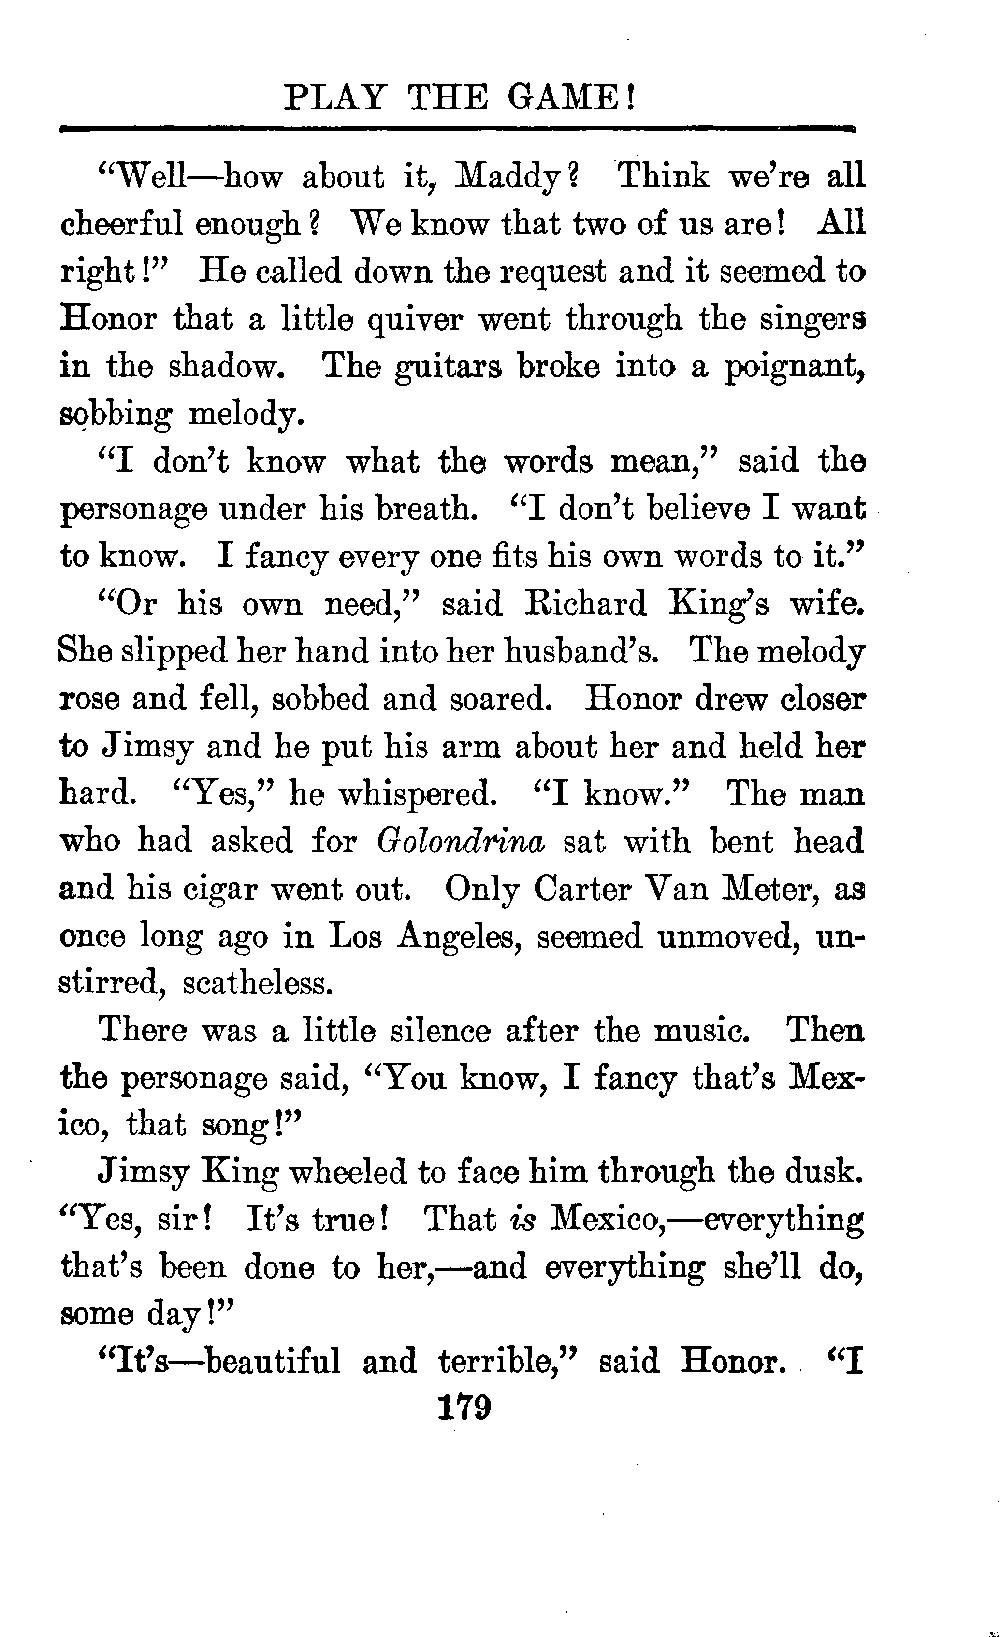 PLAY THE GAME!
“Well—how about it, Maddy? Think we’re all
cheerful enough? We know that two of us are! All
right!” He called down the request and it seemed to
Honor that a little quiver went through the singers
in the shadow. The guitars broke into a poignant,
sobbing melody.
“I don’t know what the words mean,” said the
personage under his breath. “I don’t believe I want
to know. I fancy every one fits his own words to it.”
“Or his own need,” said Richard King’s wife.
She slipped her hand into her husband’s. The melody
rose and fell, sobbed and soared. Honor drew closer
to Jimsy and he put his arm about her and held her
hard. “Yes,” he whispered. “I know.” The man
who had asked for Golondrina sat with bent head
and his cigar went out. Only Carter Van Meter, as
once long ago in Los Angeles, seemed unmoved, un-
stirred, scatheless.
There was a little silence after the music. Then
the personage said, “You know, I fancy that’s Mex-
ico, that song!”
Jimsy King wheeled to face him through the dusk.
“Yes, sir! It’s true! That is Mexico,—everything
that’s been done to her,—and everything she’ll do,
some day!”
“It’s—beautiful and terrible,” said Honor. “I
179